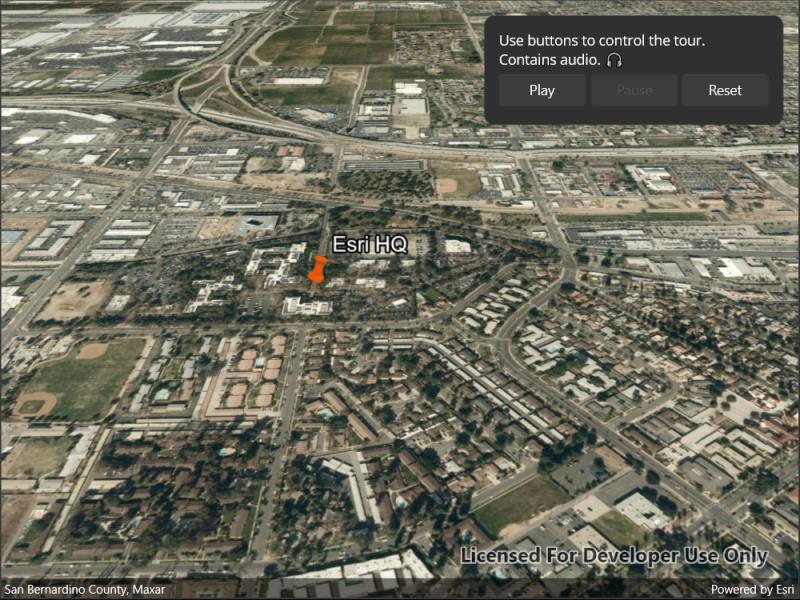 Use buttons to control the tour.
Contains audio. 🎧
Play
Pause
Reset
Esri HQ
Licensed For Developer Use Only
San Bernardino County, Maxar
Powered by Esri